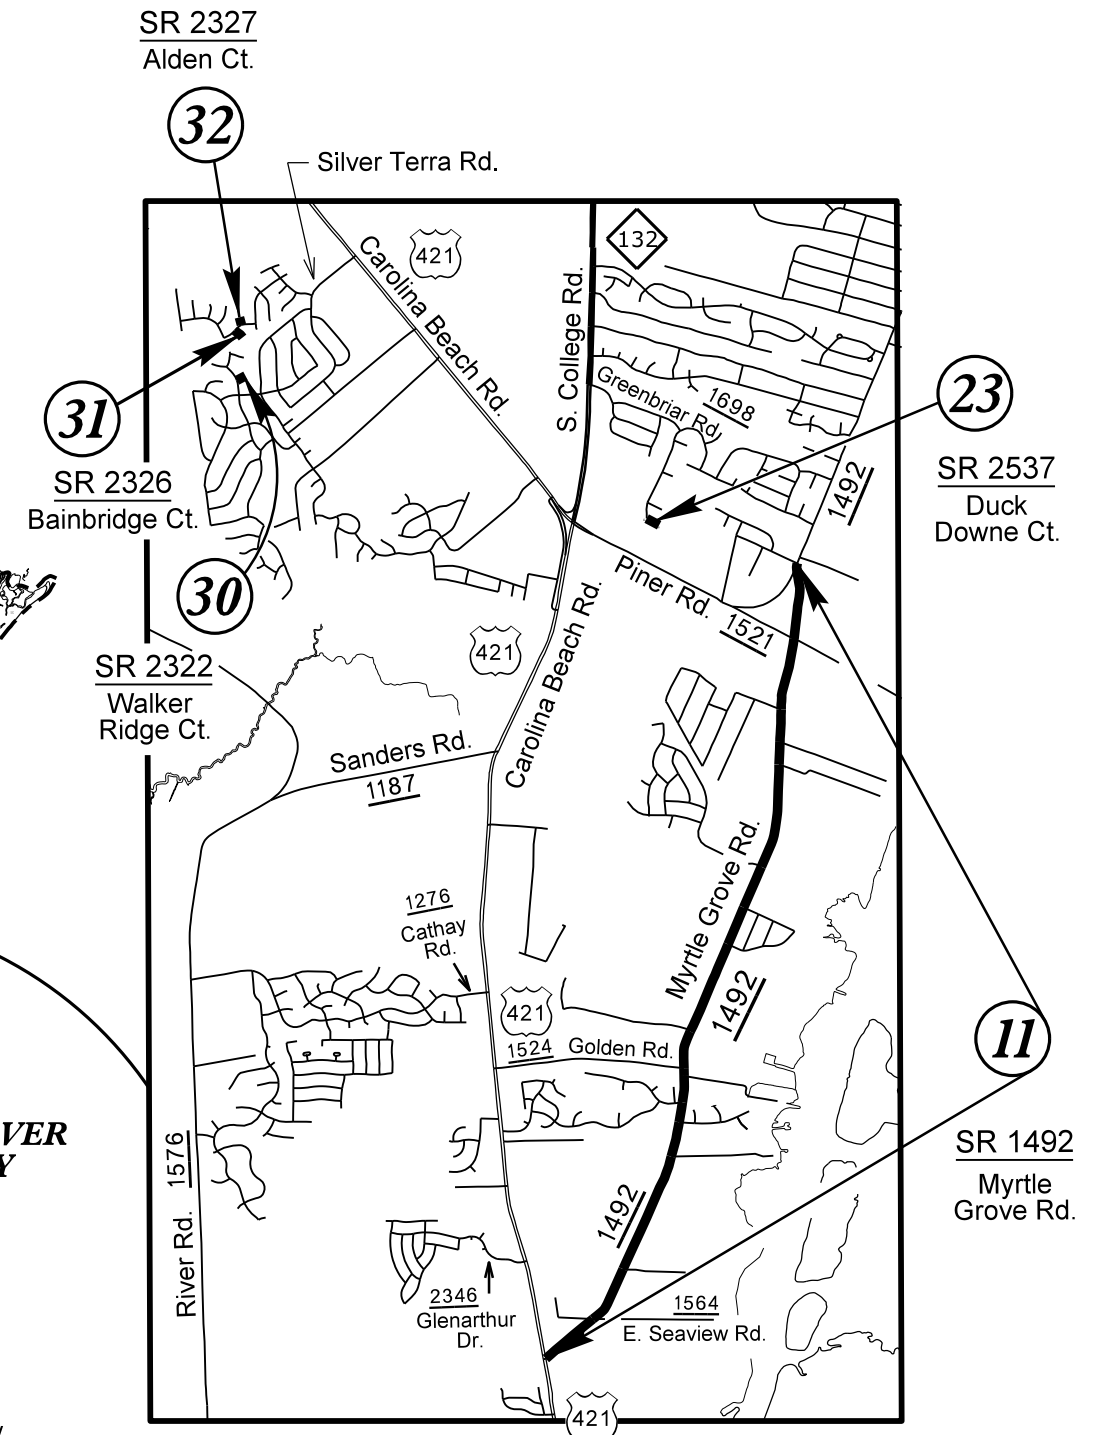 SR 2327
Alden Ct.
32
Silver Terra Rd.
Carolina Beach Rd.
421
132
S. College Rd.
Greenbriar Rd
1698
23
SR 2537
Duck
Downe Ct.
1492
31
SR 2326
Bainbridge Ct.
30
SR 2322
Walker
Ridge Ct.
Piner Rd.
1521
421
Carolina Beach Rd.
Sanders Rd.
1187
Myrtle Grove Rd.
1492
1276
Cathay
Rd.
421
1524
Golden Rd.
11
SR 1492
Myrtle
Grove Rd.
VER
Y
River Rd.
1576
1492
2346
Glenarthur
Dr.
1564
E. Seaview Rd.
421